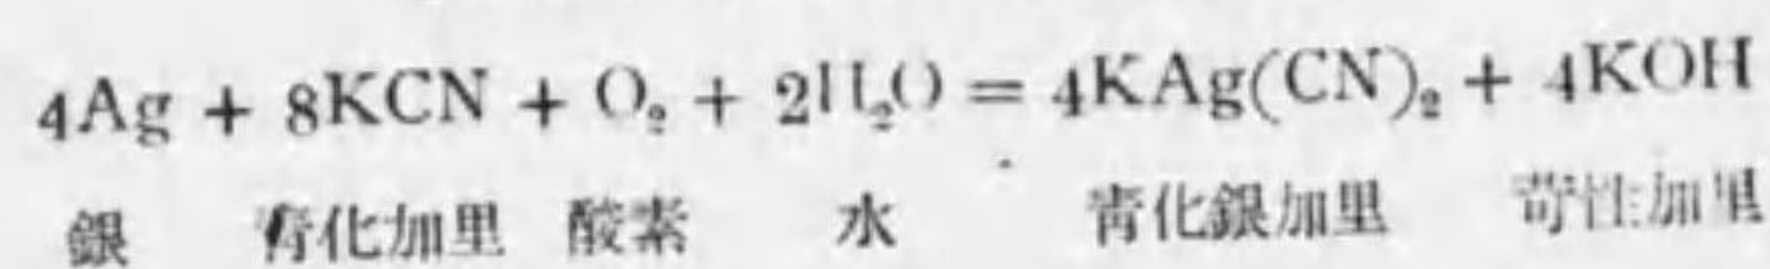 4Ag + 8KCN + O₂ + 2H₂O = 4KAg(CN)₂ + 4KOH
銀 青化加里 酸素 水 青化銀加里 苛性加里